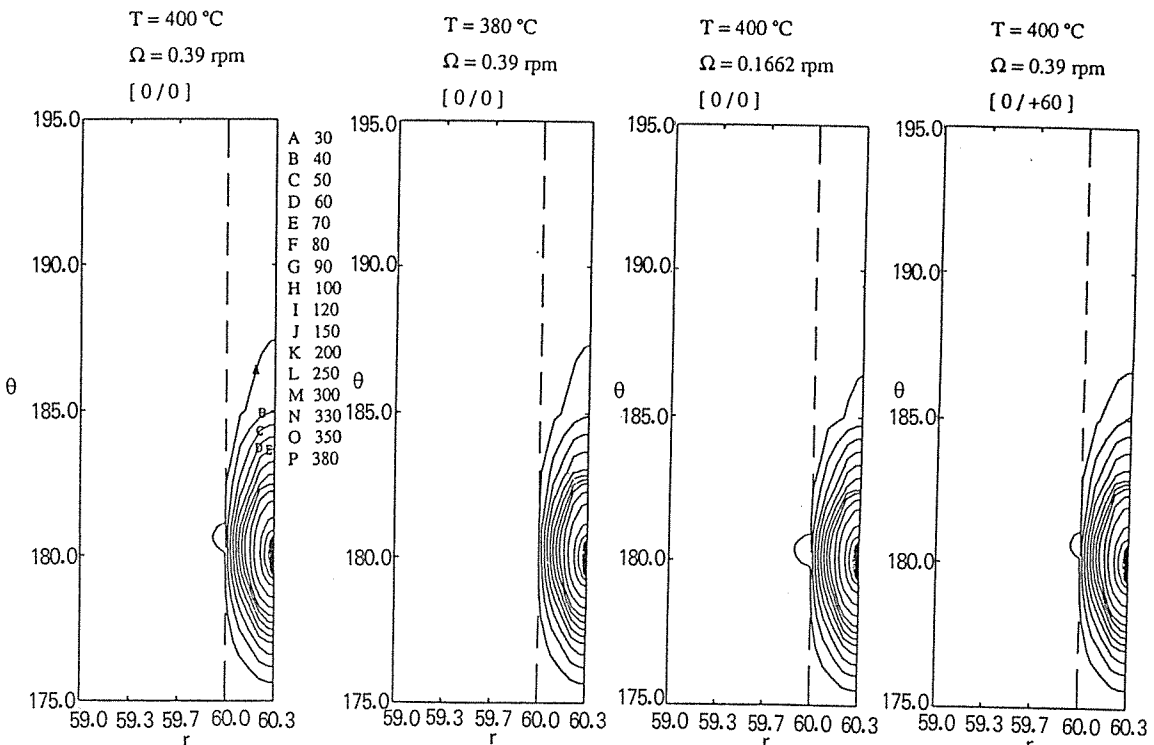 T = 400 °C
Ω = 0.39 rpm
[ 0 / 0 ]
T = 380 °C
Ω = 0.39 rpm
[ 0 / 0 ]
T = 400 °C
Ω = 0.1662 rpm
[ 0 / 0 ]
T = 400 °C
Ω = 0.39 rpm
[ 0 / +60 ]
195.0
190.0
185.0
180.0
175.0
θ
59.0 59.3 59.7 60.0 60.3
r
A
B
C
D E
A 30
B 40
C 50
D 60
E 70
F 80
G 90
H 100
I 120
J 150
K 200
L 250
M 300
N 330
O 350
P 380
195.0
190.0
185.0
180.0
175.0
θ
59.0 59.3 59.7 60.0 60.3
r
195.0
190.0
185.0
180.0
175.0
θ
59.0 59.3 59.7 60.0 60.3
r
195.0
190.0
185.0
180.0
175.0
θ
59.0 59.3 59.7 60.0 60.3
r